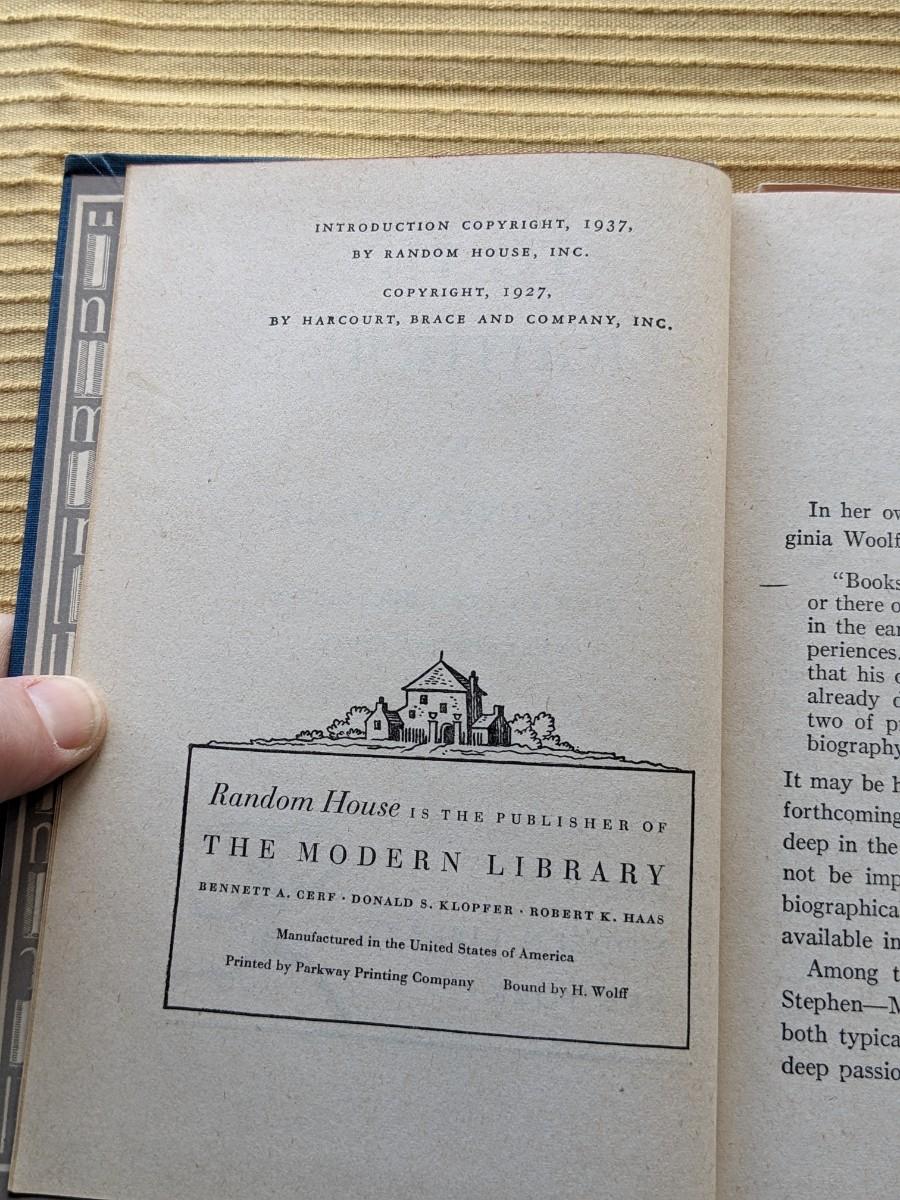 INTRODUCTION COPYRIGHT, 1937,
BY RANDOM HOUSE, INC.
COPYRIGHT, 1927,
BY HARCOURT, BRACE AND COMPANY, INC.
Random House IS THE PUBLISHER OF
THE MODERN LIBRARY
BENNETT A. CERF · DONALD S. KLOPFER · ROBERT K. HAAS
Manufactured in the United States of America
Printed by Parkway Printing Company Bound by H. Wolff
In her
ginia Woolf
"Books
or there
in the
periences.
that his
already
two of
biography
It may be
forthcoming
deep in the
not be
biographica
available in
Among
Stephen—M
both typica
deep passio